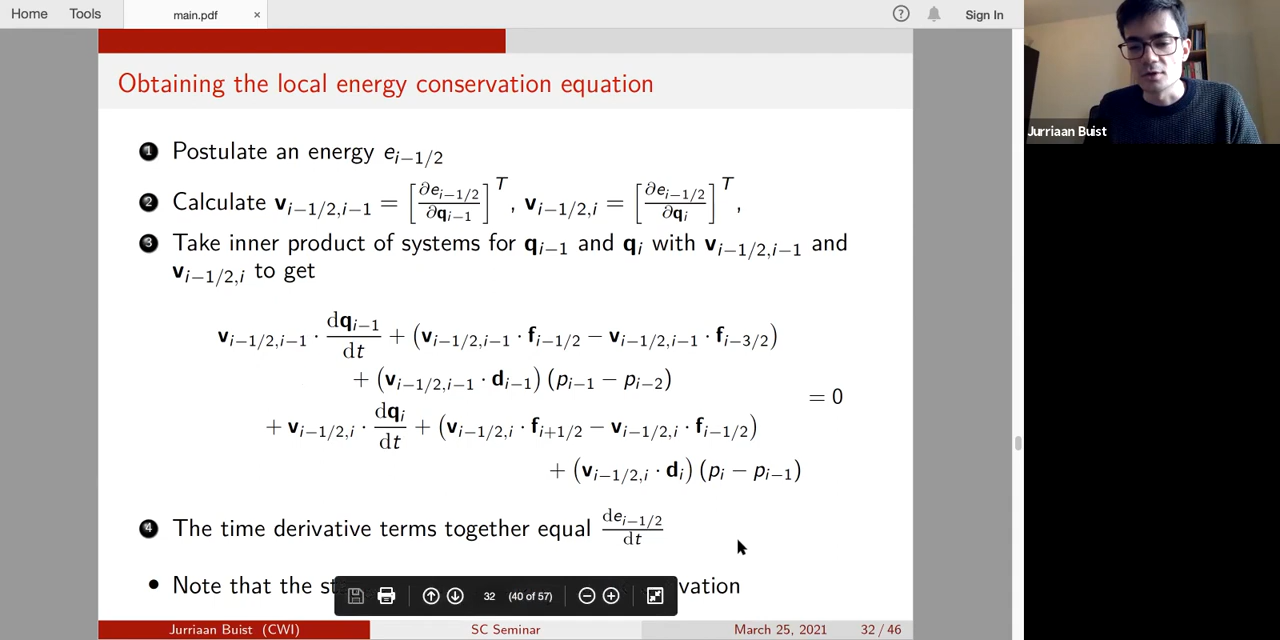 Home Tools main.pdf × ? Sign In
Obtaining the local energy conservation equation
Jurriaan Buist
1 Postulate an energy e_{i−1/2}
2 Calculate v_{i−1/2,i−1} = [∂e_{i−1/2}/∂q_{i−1}]^T, v_{i−1/2,i} = [∂e_{i−1/2}/∂q_i]^T,
3 Take inner product of systems for q_{i−1} and q_i with v_{i−1/2,i−1} and
v_{i−1/2,i} to get
v_{i−1/2,i−1} · dq_{i−1}/dt + (v_{i−1/2,i−1} · f_{i−1/2} − v_{i−1/2,i−1} · f_{i−3/2})
+ (v_{i−1/2,i−1} · d_{i−1}) (p_{i−1} − p_{i−2})
= 0
+ v_{i−1/2,i} · dq_i/dt + (v_{i−1/2,i} · f_{i+1/2} − v_{i−1/2,i} · f_{i−1/2})
+ (v_{i−1/2,i} · d_i) (p_i − p_{i−1})
4 The time derivative terms together equal de_{i−1/2}/dt
• Note that the
32 (40 of 57)
Jurriaan Buist (CWI) SC Seminar March 25, 2021 32 / 46